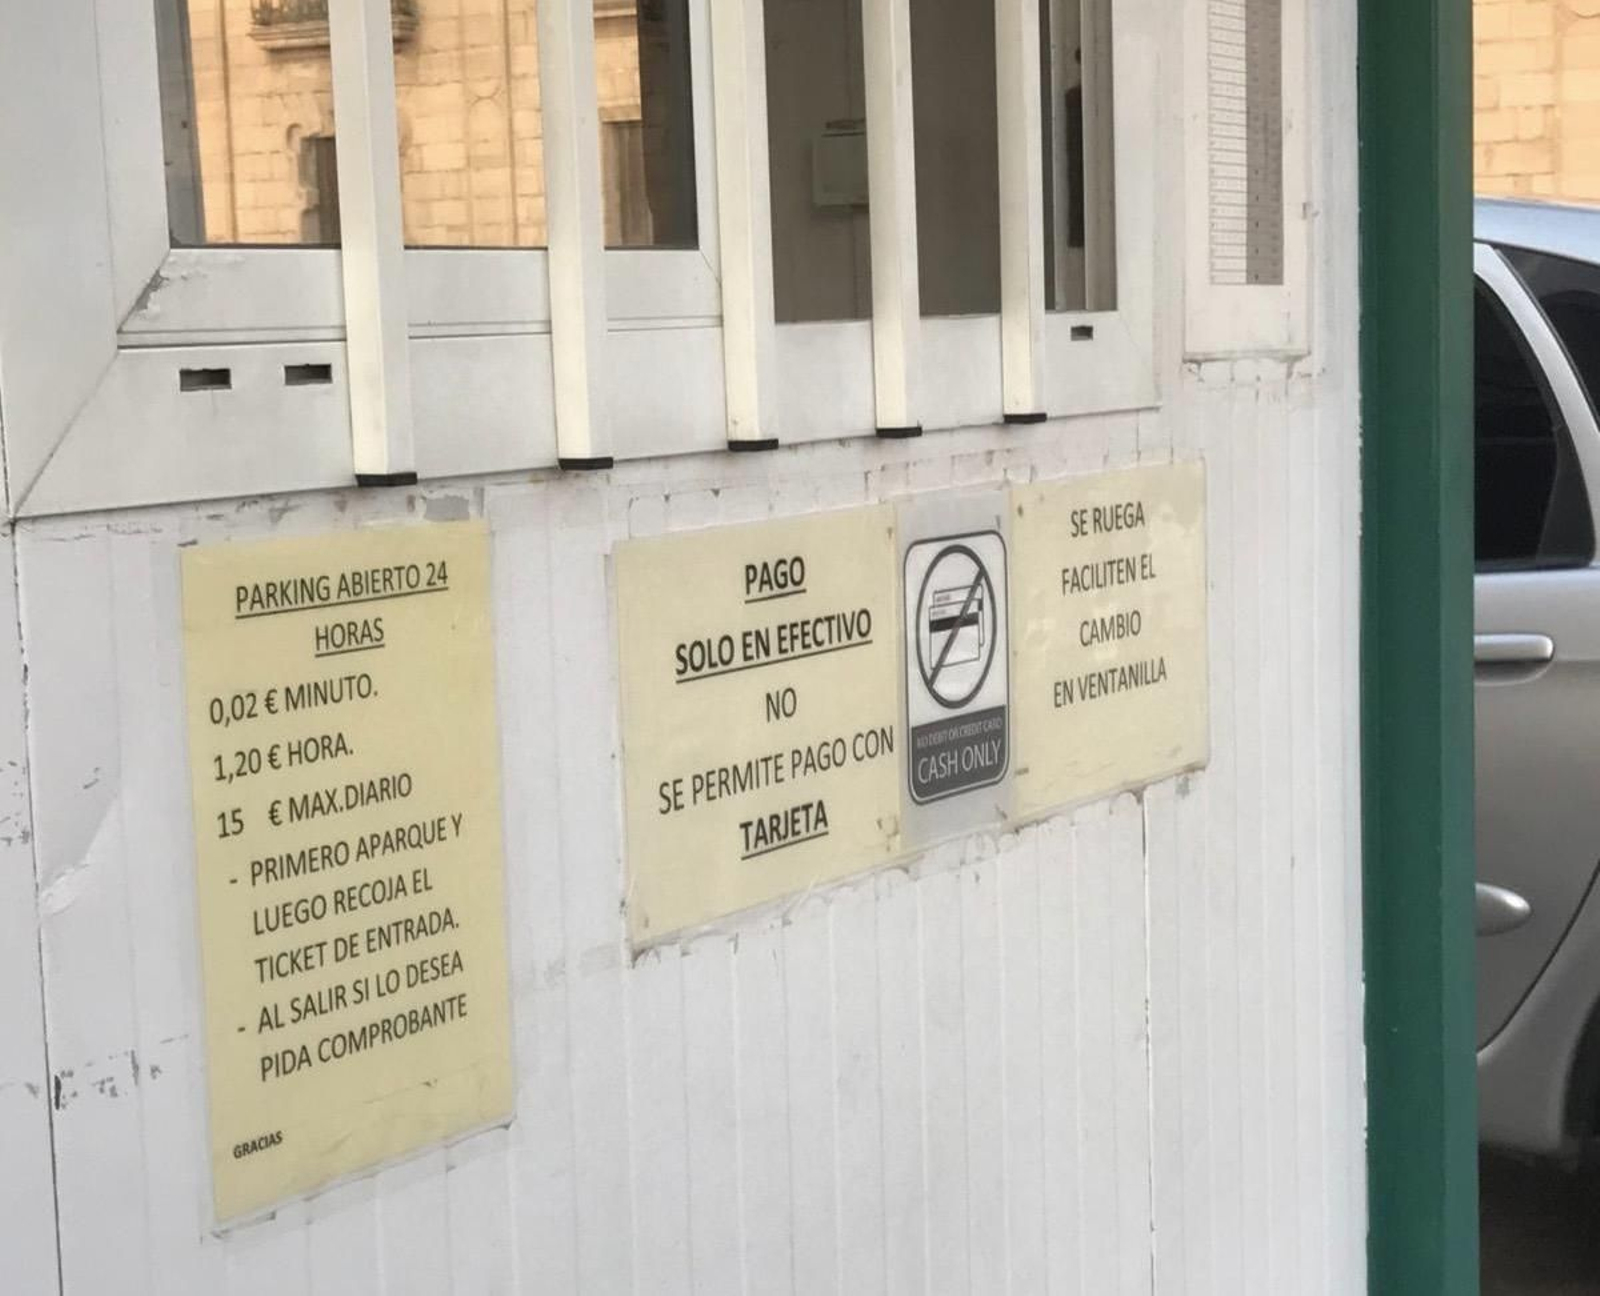 PARKING ABIERTO 24
HORAS
0,02 € MINUTO.
1,20 € HORA.
15 € MAX.DIARIO
- PRIMERO APARQUE Y
LUEGO RECOJA EL
TICKET DE ENTRADA.
- AL SALIR SI LO DESEA
PIDA COMPROBANTE
GRACIAS
PAGO
SOLO EN EFECTIVO
NO
SE PERMITE PAGO CON
TARJETA
NO DEBIT OR CREDIT CARD
CASH ONLY
SE RUEGA
FACILITEN EL
CAMBIO
EN VENTANILLA